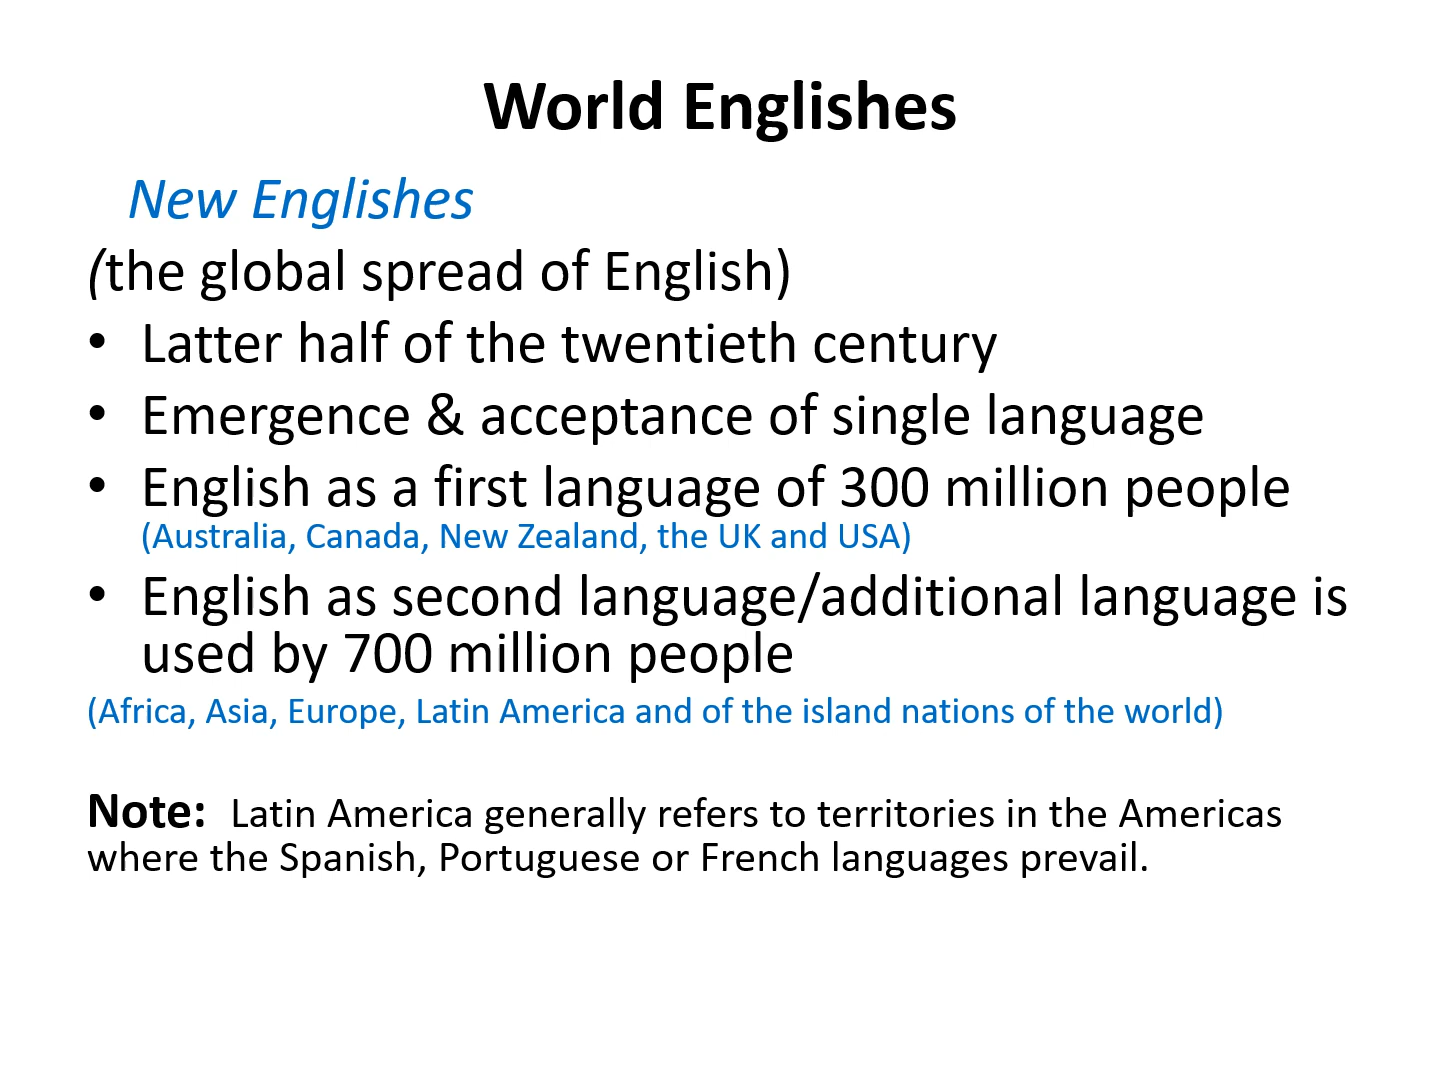 World Englishes
New Englishes
(the global spread of English)
• Latter half of the twentieth century
• Emergence & acceptance of single language
• English as a first language of 300 million people
(Australia, Canada, New Zealand, the UK and USA)
• English as second language/additional language is
used by 700 million people
(Africa, Asia, Europe, Latin America and of the island nations of the world)
Note: Latin America generally refers to territories in the Americas
where the Spanish, Portuguese or French languages prevail.